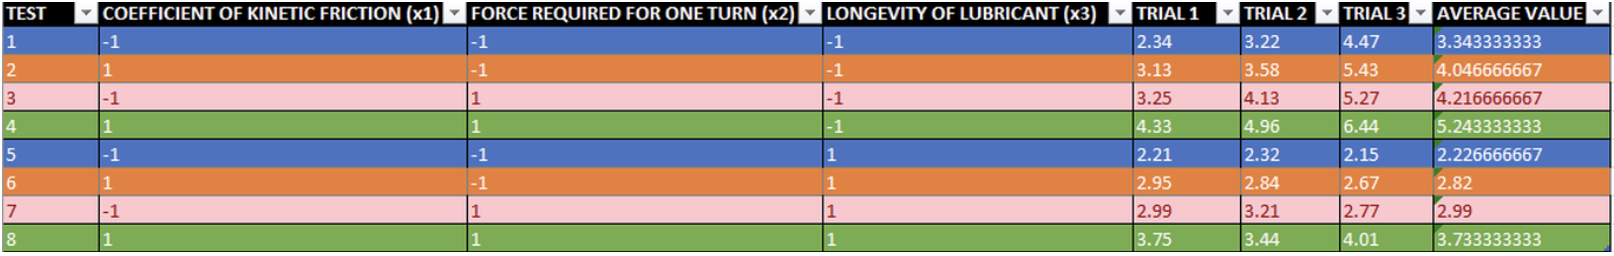 TEST COEFFICIENT OF KINETIC FRICTION (x1) FORCE REQUIRED FOR ONE TURN (x2) LONGEVITY OF LUBRICANT (x3) TRIAL 1 TRIAL 2 TRIAL 3 AVERAGE VALUE
1 -1 -1 -1 2.34 3.22 4.47 3.343333333
2 1 -1 -1 3.13 3.58 5.43 4.046666667
3 -1 1 -1 3.25 4.13 5.27 4.216666667
4 1 1 -1 4.33 4.96 6.44 5.243333333
5 -1 -1 1 2.21 2.32 2.15 2.226666667
6 1 -1 1 2.95 2.84 2.67 2.82
7 -1 1 1 2.99 3.21 2.77 2.99
8 1 1 1 3.75 3.44 4.01 3.733333333